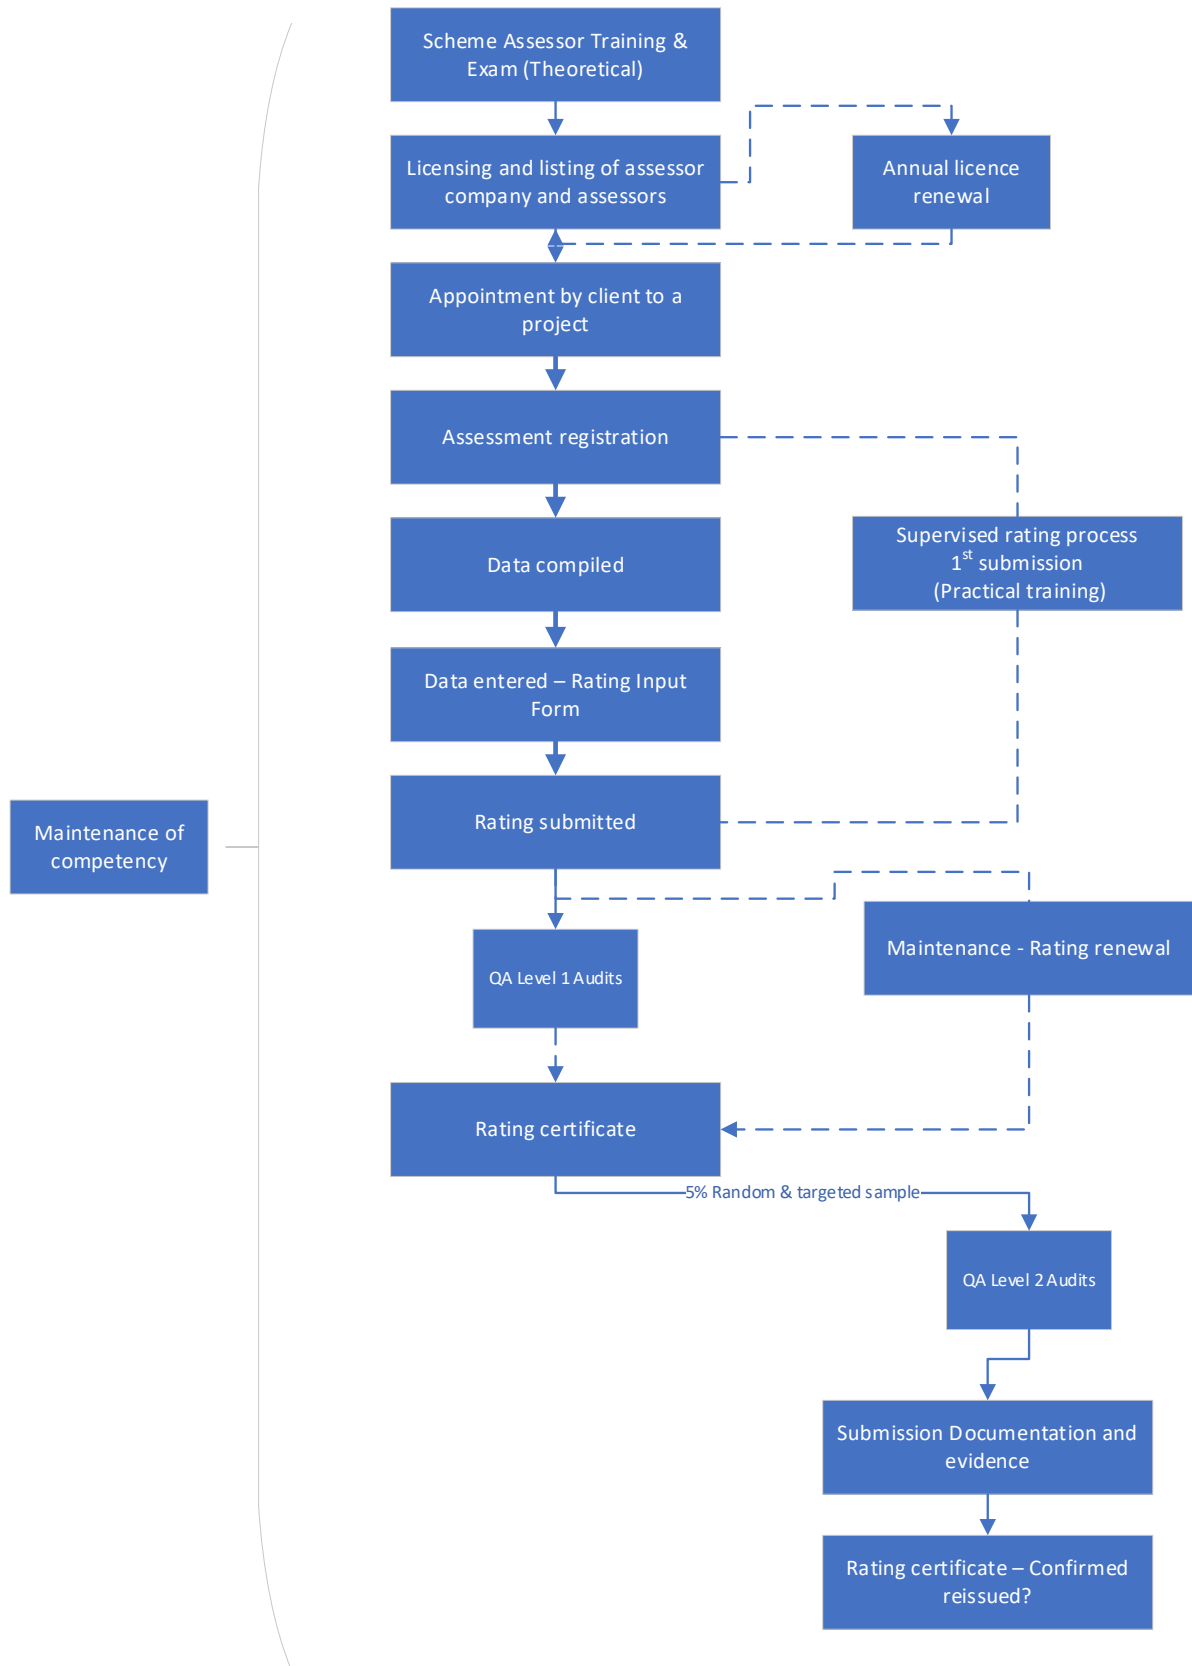 Scheme Assessor Training &
Exam (Theoretical)
Licensing and listing of assessor
company and assessors
Annual licence
renewal
Appointment by client to a
project
Assessment registration
Data compiled
Supervised rating process
1st submission
(Practical training)
Data entered – Rating Input
Form
Rating submitted
Maintenance of
competency
Maintenance - Rating renewal
QA Level 1 Audits
Rating certificate
5% Random & targeted sample
QA Level 2 Audits
Submission Documentation and
evidence
Rating certificate – Confirmed
reissued?